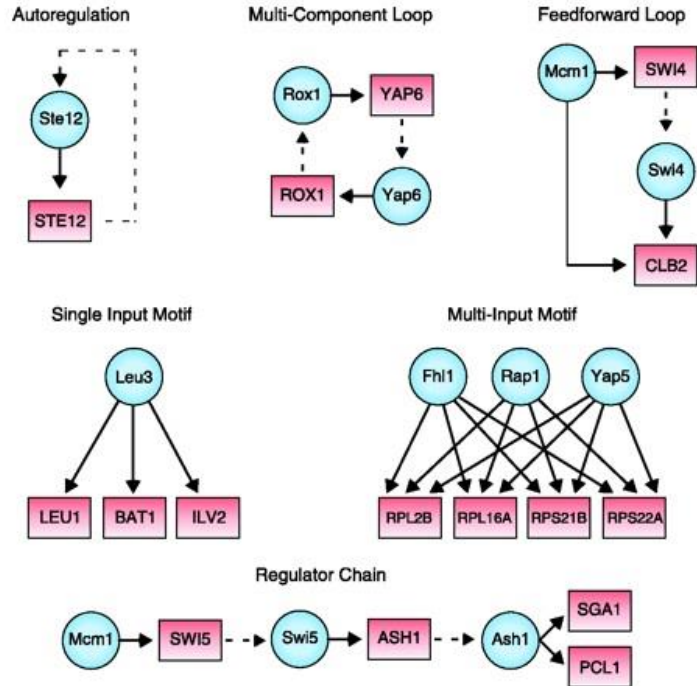 Autoregulation
Multi-Component Loop
Feedforward Loop
Ste12
STE12
Rox1
YAP6
ROX1
Yap6
Mcm1
SWI4
Swi4
CLB2
Single Input Motif
Multi-Input Motif
Leu3
LEU1
BAT1
ILV2
Fhl1
Rap1
Yap5
RPL2B
RPL16A
RPS21B
RPS22A
Regulator Chain
Mcm1
SWI5
Swi5
ASH1
Ash1
SGA1
PCL1